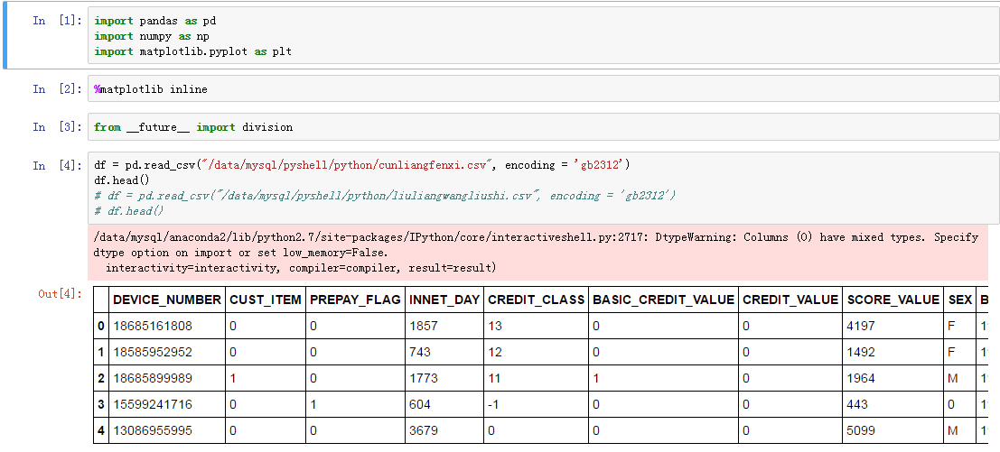 In [1]: import pandas as pd
import numpy as np
import matplotlib.pyplot as plt
In [2]: %matplotlib inline
In [3]: from __future__ import division
In [4]: df = pd.read_csv("/data/mysql/pyshell/python/cunliangfenxi.csv", encoding = 'gb2312')
df.head()
# df = pd.read_csv("/data/mysql/pyshell/python/liuliangwangliushi.csv", encoding = 'gb2312')
# df.head()
/data/mysql/anaconda2/lib/python2.7/site-packages/IPython/core/interactiveshell.py:2717: DtypeWarning: Columns (0) have mixed types. Specify
dtype option on import or set low_memory=False.
interactivity=interactivity, compiler=compiler, result=result)
Out[4]:
DEVICE_NUMBER CUST_ITEM PREPAY_FLAG INNET_DAY CREDIT_CLASS BASIC_CREDIT_VALUE CREDIT_VALUE SCORE_VALUE SEX
0 18685161808 0 0 1857 13 0 0 4197 F
1 18585952952 0 0 743 12 0 0 1492 F
2 18685899989 1 0 1773 11 1 0 1964 M
3 15599241716 0 1 604 -1 0 0 443 0
4 13086955995 0 0 3679 0 0 0 5099 M